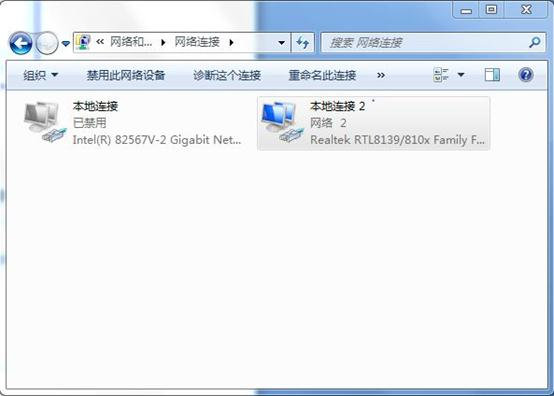 « 网络和... ▸ 网络连接 ▸
搜索 网络连接
组织 ▼ 禁用此网络设备 诊断这个连接 重命名此连接 »
本地连接
已禁用
Intel(R) 82567V-2 Gigabit Net...
本地连接 2
网络 2
Realtek RTL8139/810x Family F...